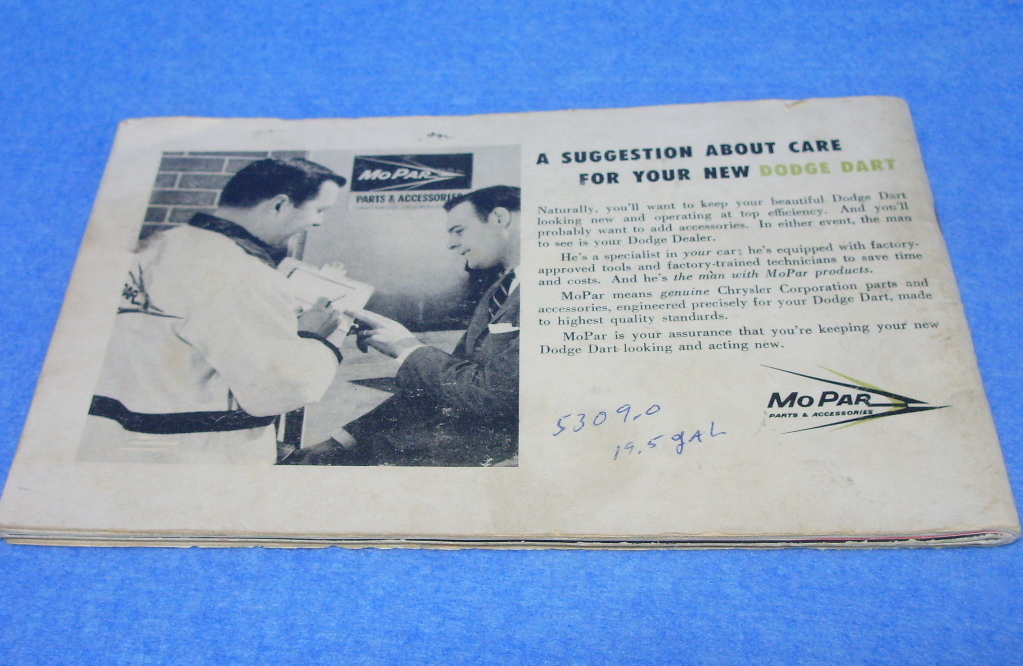 MoPar
PARTS & ACCESSORIES
A SUGGESTION ABOUT CARE
FOR YOUR NEW DODGE DART
Naturally, you'll want to keep your beautiful Dodge Dart
looking new and operating at top efficiency. And you'll
probably want to add accessories. In either event, the man
to see is your Dodge Dealer.
He's a specialist in your car; he's equipped with factory-
approved tools and factory-trained technicians to save time
and costs. And he's the man with MoPar products.
MoPar means genuine Chrysler Corporation parts and
accessories, engineered precisely for your Dodge Dart, made
to highest quality standards.
MoPar is your assurance that you're keeping your new
Dodge Dart looking and acting new.
MoPar
PARTS & ACCESSORIES
5309.0
19.5 gAL